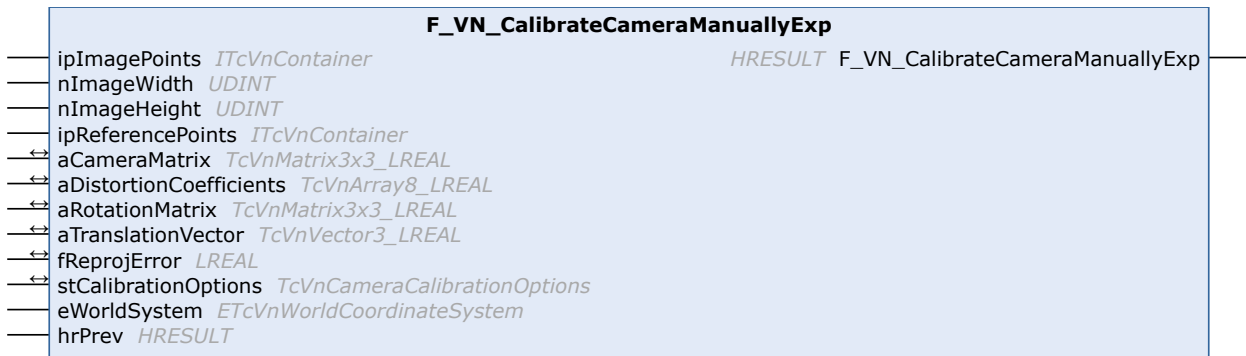 F_VN_CalibrateCameraManuallyExp
ipImagePoints ITcVnContainer HRESULT F_VN_CalibrateCameraManuallyExp
nImageWidth UDINT
nImageHeight UDINT
ipReferencePoints ITcVnContainer
↔ aCameraMatrix TcVnMatrix3x3_LREAL
↔ aDistortionCoefficients TcVnArray8_LREAL
↔ aRotationMatrix TcVnMatrix3x3_LREAL
↔ aTranslationVector TcVnVector3_LREAL
↔ fReprojError LREAL
↔ stCalibrationOptions TcVnCameraCalibrationOptions
eWorldSystem ETcVnWorldCoordinateSystem
hrPrev HRESULT